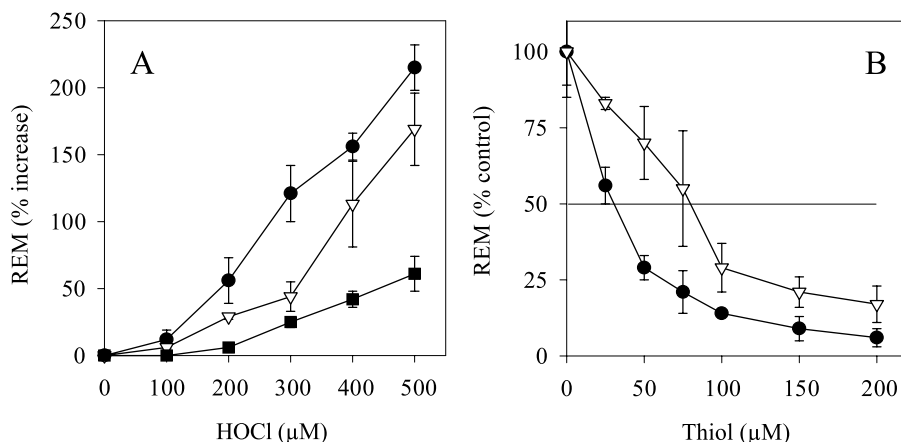 A
REM (% increase)
250
200
150
100
50
0
0 100 200 300 400 500
HOCl (µM)
B
REM (% control)
100
75
50
25
0
0 50 100 150 200
Thiol (µM)